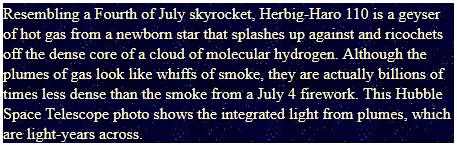 Resembling a Fourth of July skyrocket, Herbig-Haro 110 is a geyser
of hot gas from a newborn star that splashes up against and ricochets
off the dense core of a cloud of molecular hydrogen. Although the
plumes of gas look like whiffs of smoke, they are actually billions of
times less dense than the smoke from a July 4 firework. This Hubble
Space Telescope photo shows the integrated light from plumes, which
are light-years across.